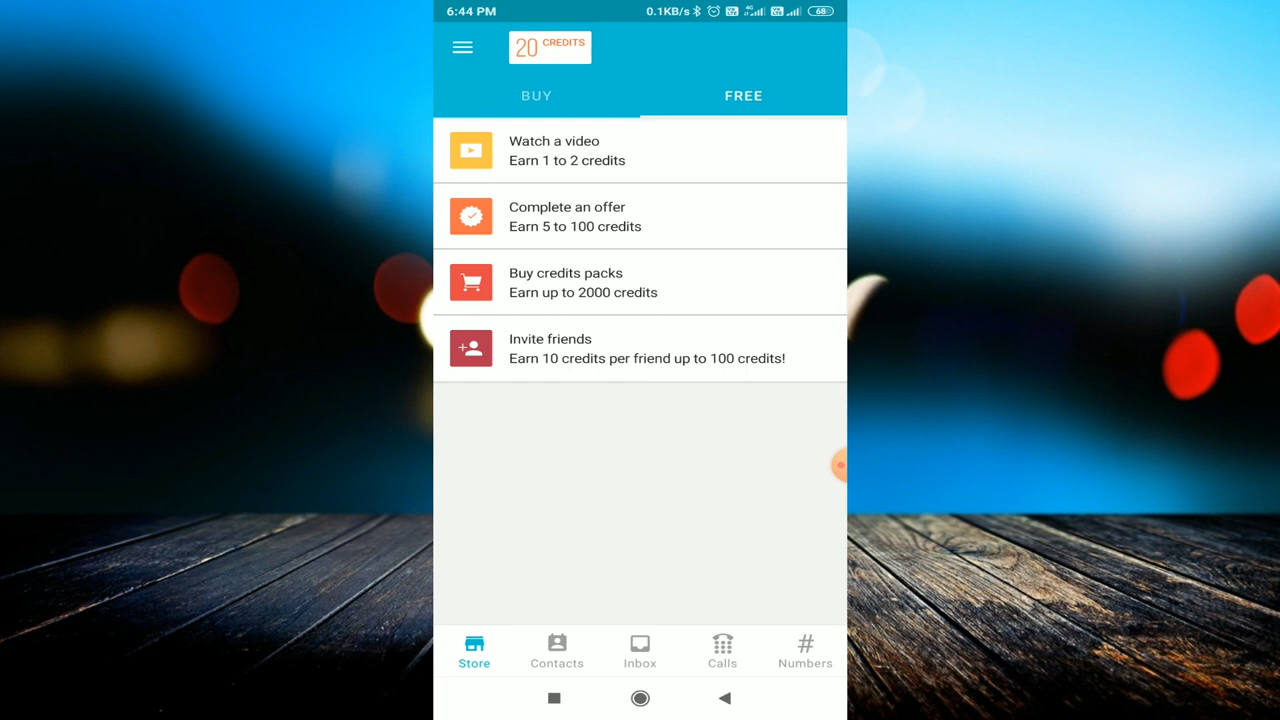 6:44 PM
0.1KB/s 4G 68
20 CREDITS
BUY
FREE
Watch a video
Earn 1 to 2 credits
Complete an offer
Earn 5 to 100 credits
Buy credits packs
Earn up to 2000 credits
Invite friends
Earn 10 credits per friend up to 100 credits!
Store
Contacts
Inbox
Calls
Numbers